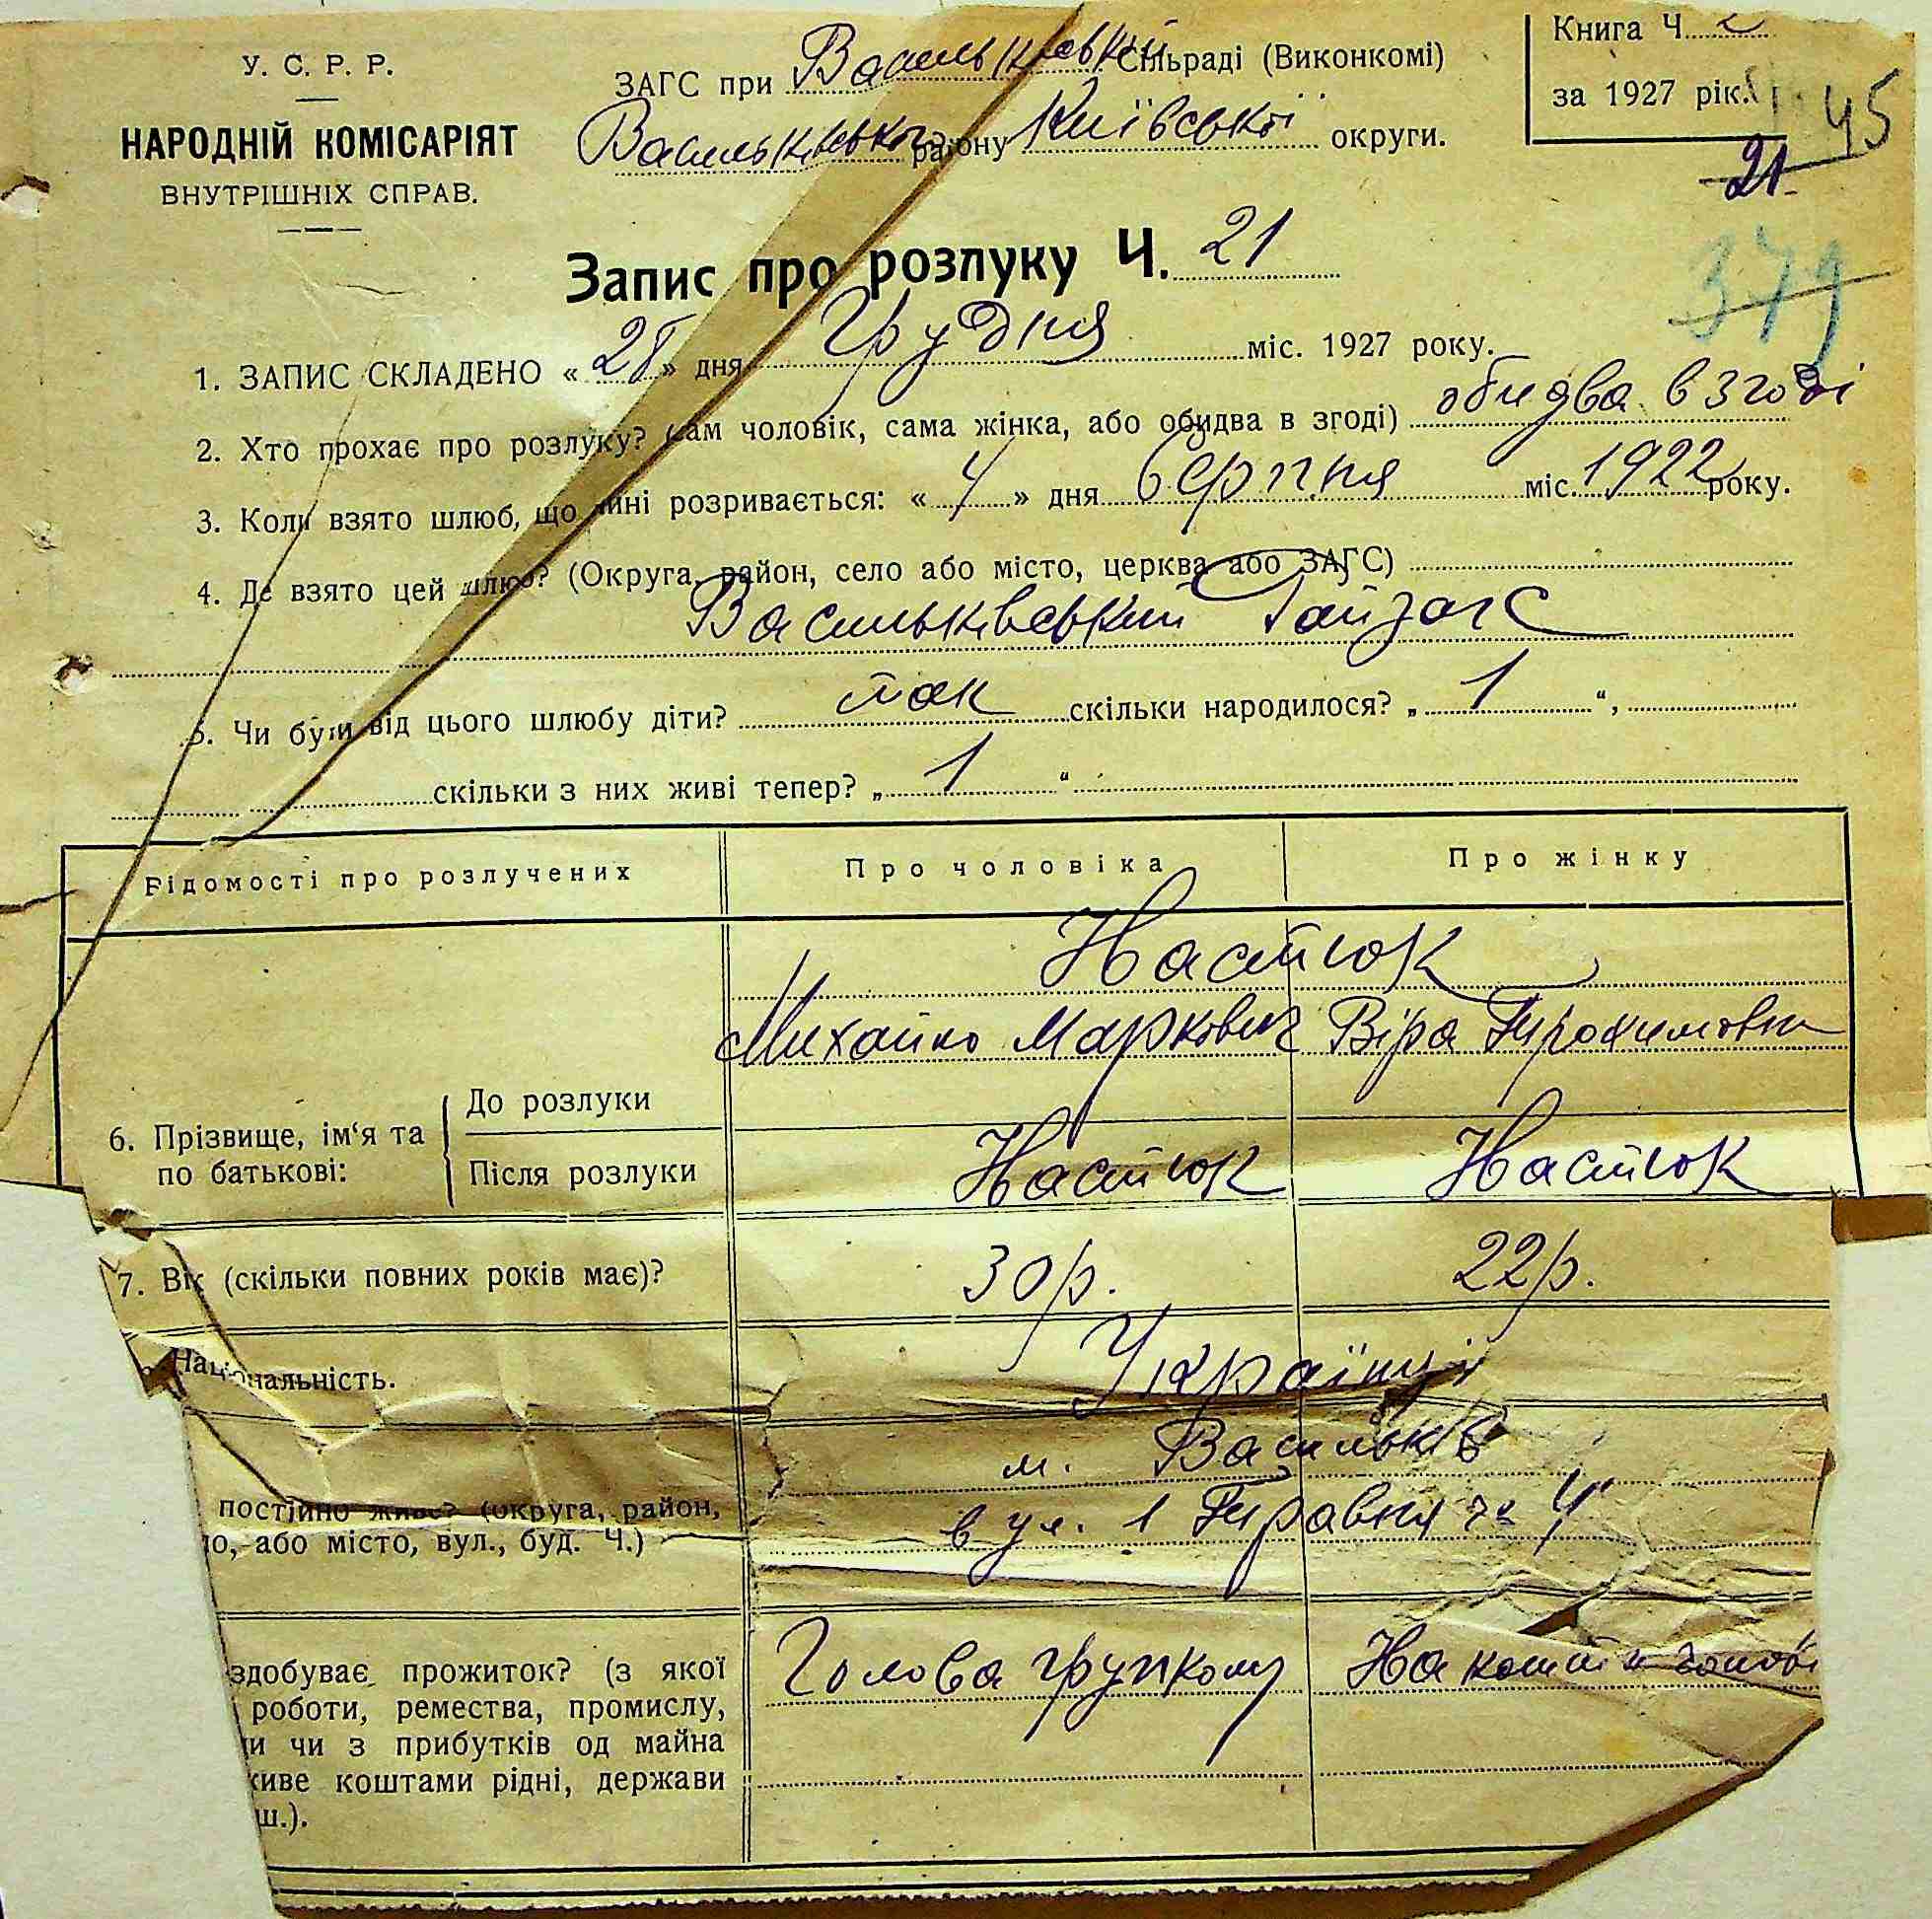 У. С. Р. Р.
НАРОДНІЙ КОМІСАРІЯТ
ВНУТРІШНІХ СПРАВ.
ЗАГС при Васильківській Сільраді (Виконкомі)
Васильківського району Київської округи.
Книга Ч. 2
за 1927 рік.
45
21
379
Запис про розлуку Ч. 21
1. ЗАПИС СКЛАДЕНО « » дня Грудня міс. 1927 року.
2. Хто прохає про розлуку? (сам чоловік, сама жінка, або обидва в згоді) обидва в згоді
3. Коли взято шлюб, що нині розривається: « 4 » дня серпня міс. 1922 року.
4. Де взято цей шлюб? (Округа, район, село або місто, церква або ЗАГС)
Васильківський Райзагс
5. Чи були від цього шлюбу діти? так скільки народилося? „ 1 “,
скільки з них живі тепер? „ 1 “
Відомості про розлучених Про чоловіка Про жінку
Настюк
Михайло Маркович Віра Трохимовна
6. Прізвище, ім‘я та по батькові:
До розлуки
Після розлуки Настюк Настюк
7. Вік (скільки повних років має)? 30 р. 22 р.
Національність. Українці
м. Васильків
постійно живе? (округа, район, вул. 1 Травня № 4
о, або місто, вул., буд. Ч.)
здобуває прожиток? (з якої Голова групкому На кошти чолові
роботи, ремества, промислу,
и чи з прибутків од майна
живе коштами рідні, держави
ш.).